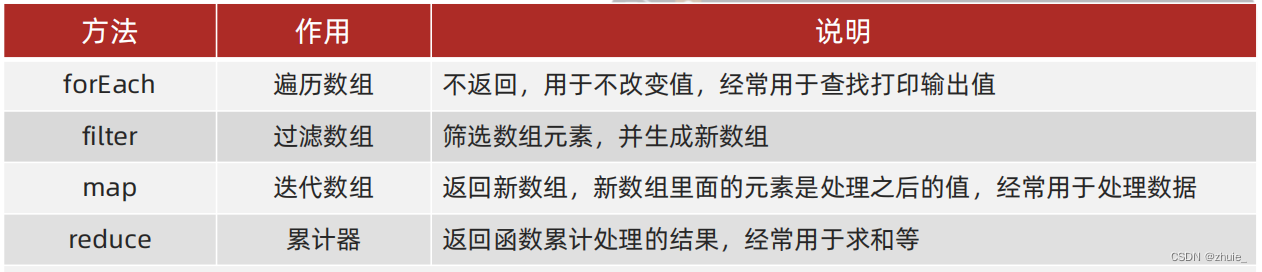 方法 作用 说明
forEach 遍历数组 不返回，用于不改变值，经常用于查找打印输出值
filter 过滤数组 筛选数组元素，并生成新数组
map 迭代数组 返回新数组，新数组里面的元素是处理之后的值，经常用于处理数据
reduce 累计器 返回函数累计处理的结果，经常用于求和等
CSDN @zhuie_